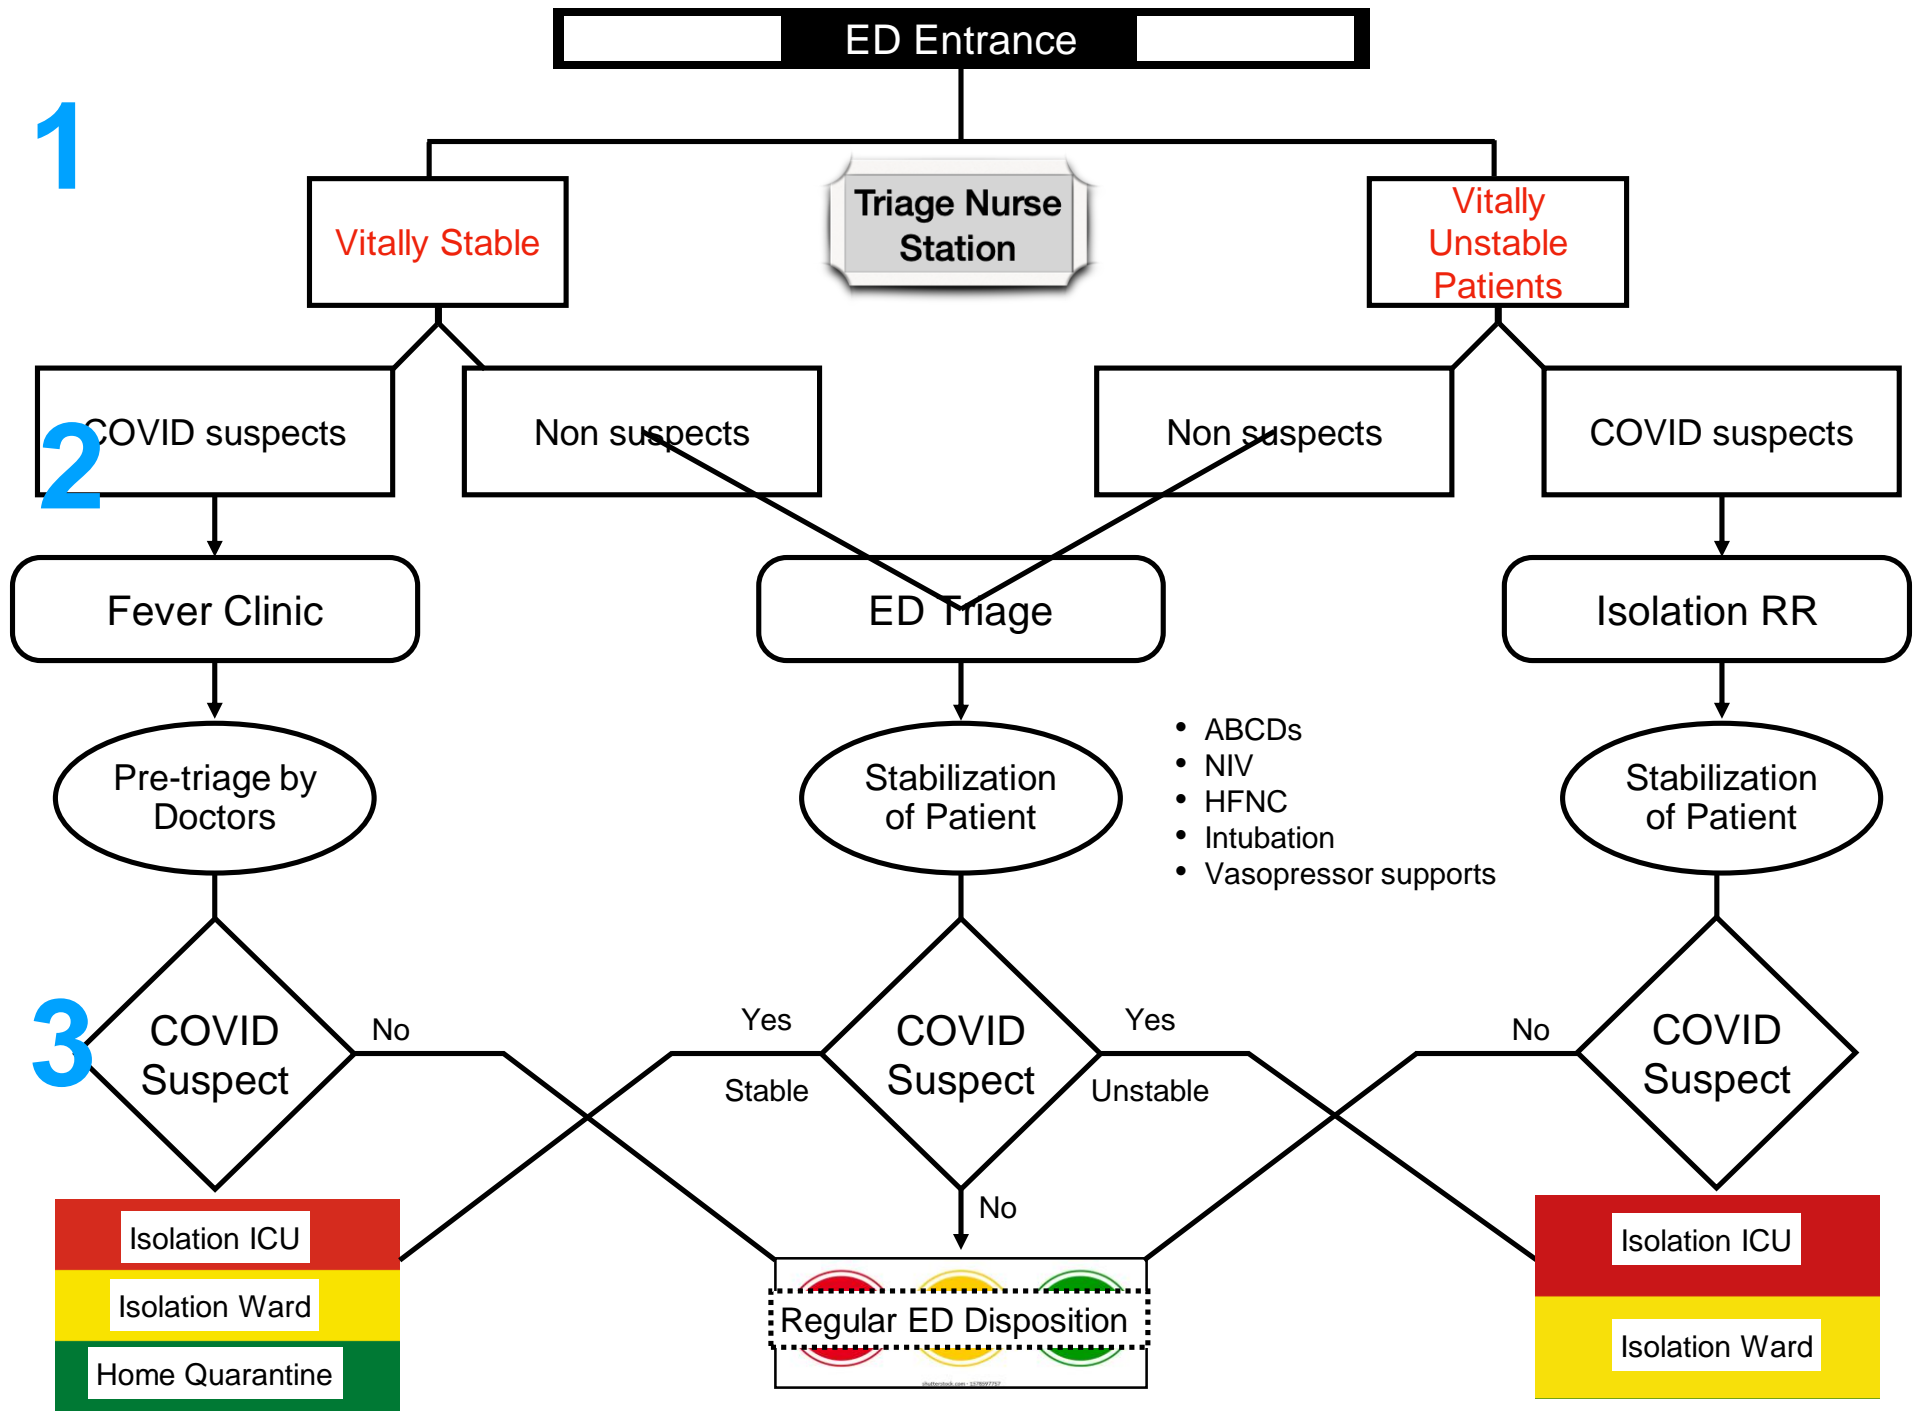 ED Entrance
1
Triage Nurse
Station
Vitally Stable
Vitally
Unstable
Patients
2
COVID suspects
Non suspects
Non suspects
COVID suspects
Fever Clinic
ED Triage
Isolation RR
Pre-triage by
Doctors
Stabilization
of Patient
• ABCDs
• NIV
• HFNC
• Intubation
• Vasopressor supports
Stabilization
of Patient
3
COVID
Suspect
No
Yes
Stable
COVID
Suspect
Yes
Unstable
No
COVID
Suspect
No
Isolation ICU
Isolation Ward
Home Quarantine
Regular ED Disposition
shutterstock.com · 1578597757
Isolation ICU
Isolation Ward